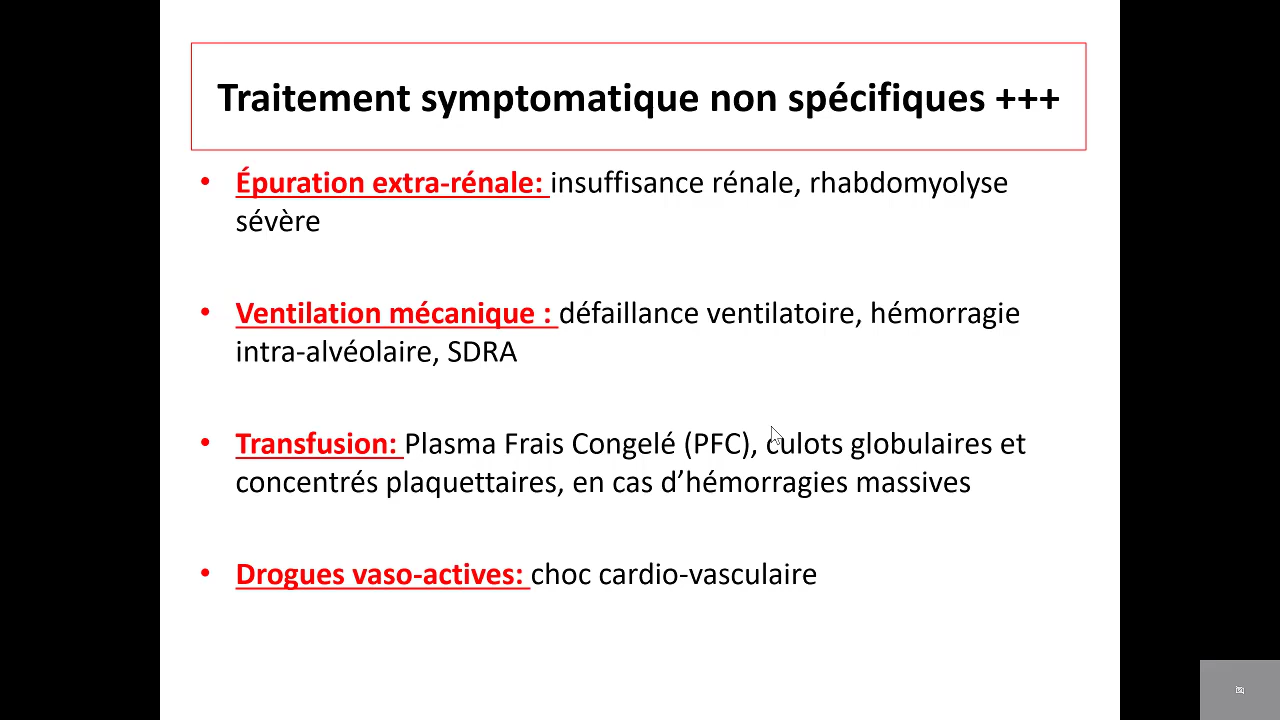 Traitement symptomatique non spécifiques +++
• Épuration extra-rénale: insuffisance rénale, rhabdomyolyse
sévère
• Ventilation mécanique : défaillance ventilatoire, hémorragie
intra-alvéolaire, SDRA
• Transfusion: Plasma Frais Congelé (PFC), culots globulaires et
concentrés plaquettaires, en cas d’hémorragies massives
• Drogues vaso-actives: choc cardio-vasculaire